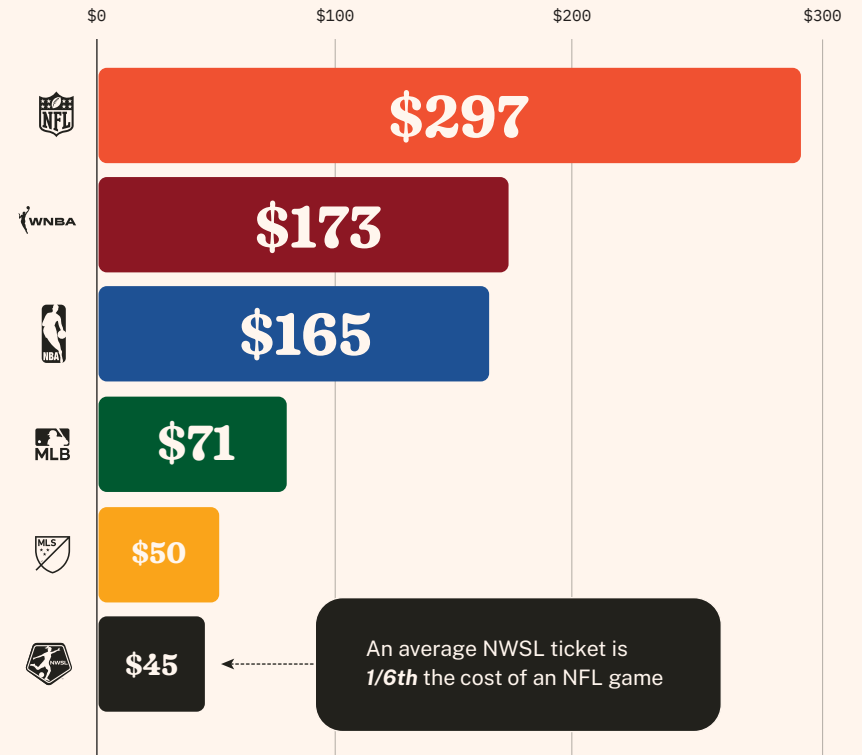 $0 $100 $200 $300
NFL
$297
WNBA
$173
NBA
$165
MLB
$71
MLS
$50
NWSL
$45
An average NWSL ticket is
1/6th the cost of an NFL game